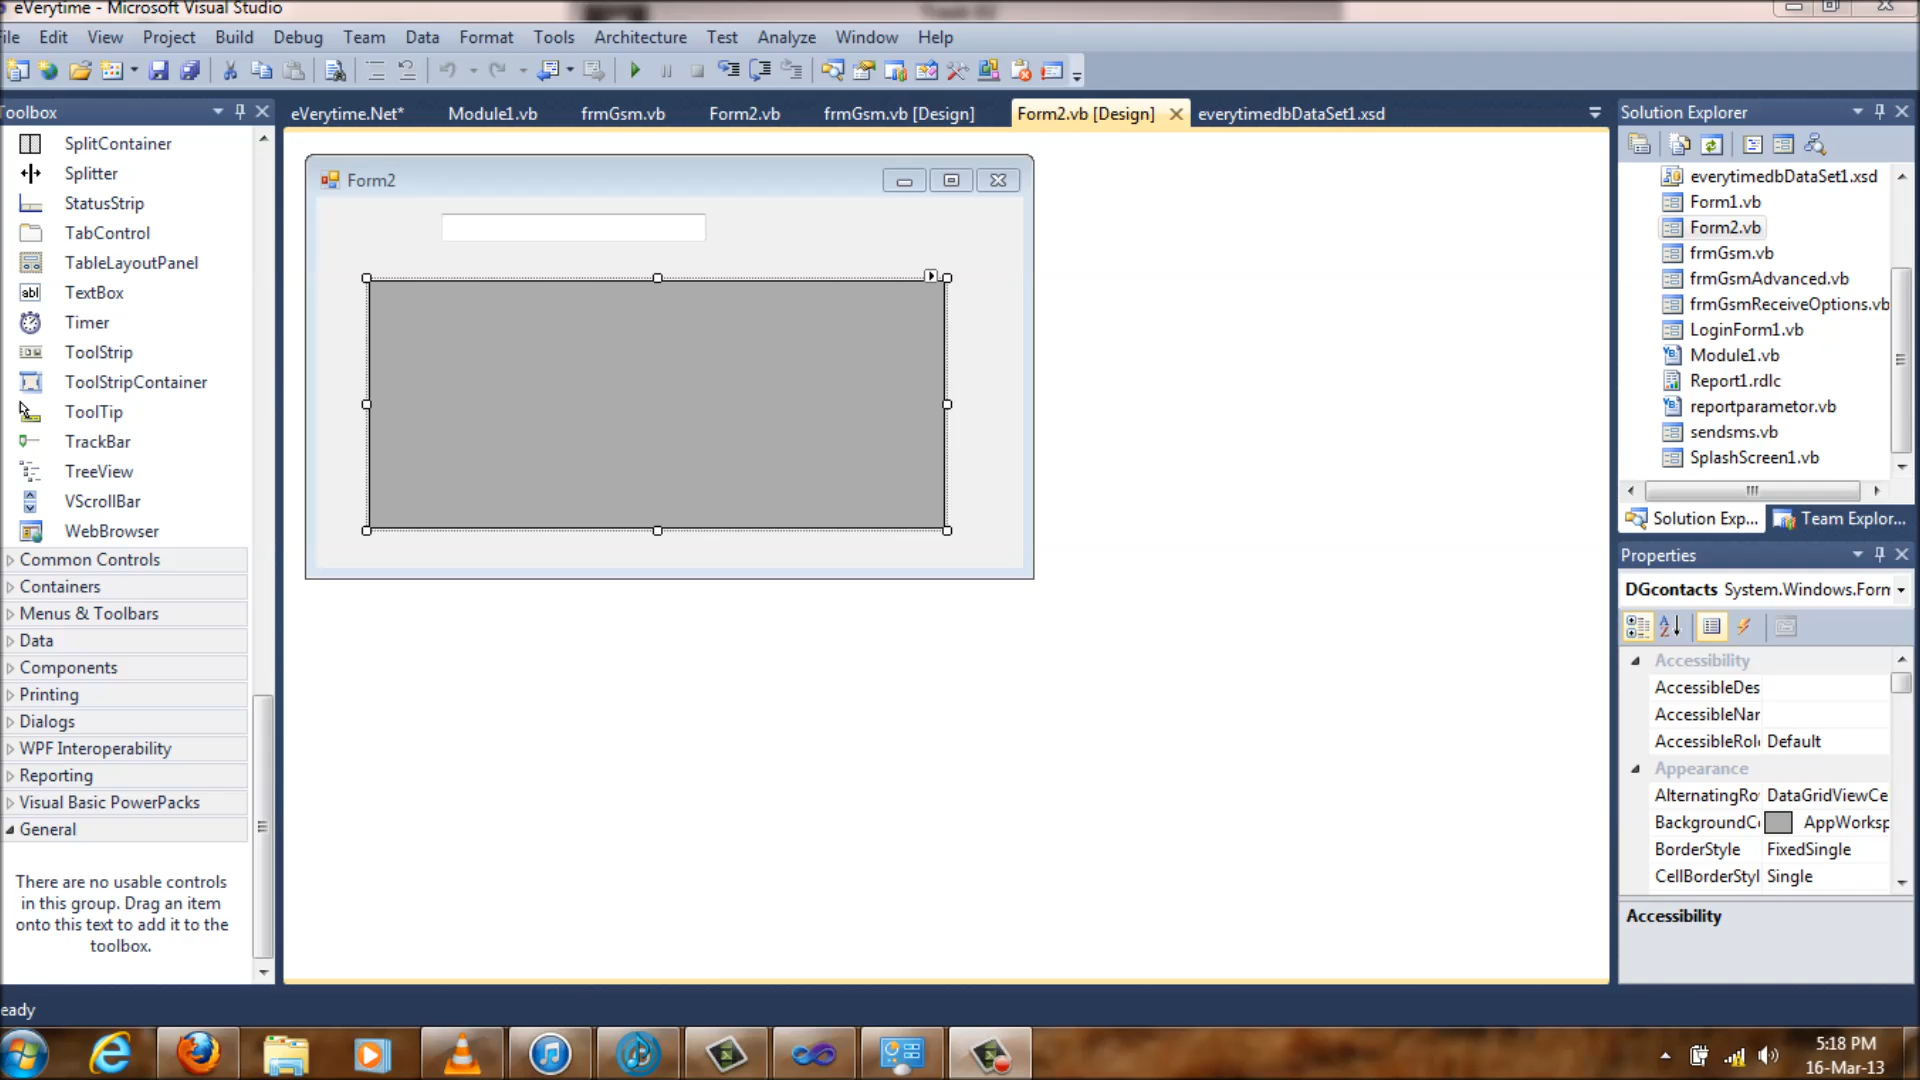 eVerytime - Microsoft Visual Studio
File Edit View Project Build Debug Team Data Format Tools Architecture Test Analyze Window Help
Toolbox
eVerytime.Net* Module1.vb frmGsm.vb Form2.vb frmGsm.vb [Design] Form2.vb [Design] everytimedbDataSet1.xsd
SplitContainer
Splitter
StatusStrip
TabControl
TableLayoutPanel
abl TextBox
Timer
ToolStrip
ToolStripContainer
ToolTip
TrackBar
TreeView
VScrollBar
WebBrowser
Common Controls
Containers
Menus & Toolbars
Data
Components
Printing
Dialogs
WPF Interoperability
Reporting
Visual Basic PowerPacks
General
There are no usable controls
in this group. Drag an item
onto this text to add it to the
toolbox.
Form2
Solution Explorer
everytimedbDataSet1.xsd
Form1.vb
Form2.vb
frmGsm.vb
frmGsmAdvanced.vb
frmGsmReceiveOptions.vb
LoginForm1.vb
Module1.vb
Report1.rdlc
reportparametor.vb
sendsms.vb
SplashScreen1.vb
Solution Exp... Team Explor...
Properties
DGcontacts System.Windows.Form
Accessibility
AccessibleDes
AccessibleNar
AccessibleRol Default
Appearance
AlternatingRo DataGridViewCe
BackgroundCo AppWorksp
BorderStyle FixedSingle
CellBorderStyl Single
Accessibility
eady
5:18 PM
16-Mar-13